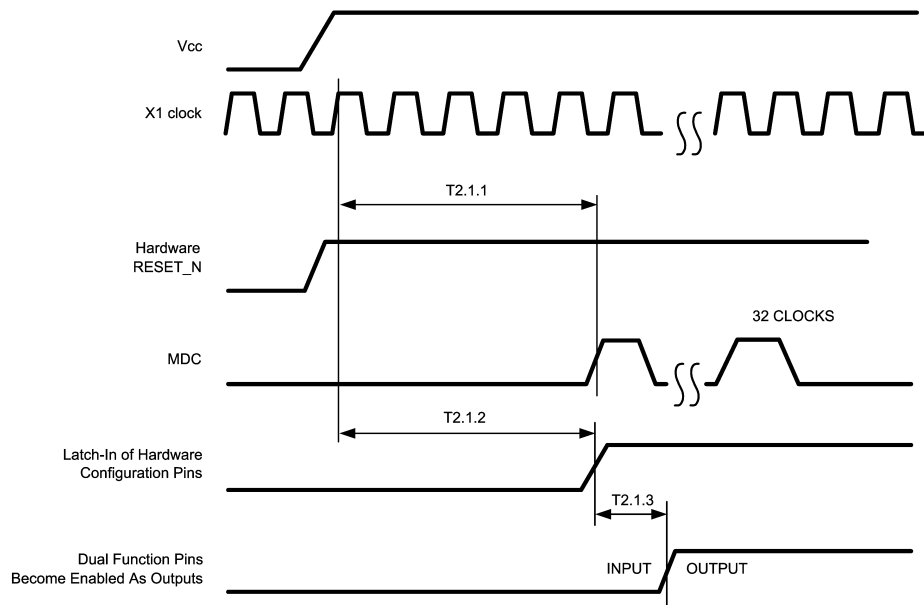 Vcc
X1 clock
T2.1.1
Hardware
RESET_N
32 CLOCKS
MDC
T2.1.2
Latch-In of Hardware
Configuration Pins
T2.1.3
Dual Function Pins
Become Enabled As Outputs
INPUT
OUTPUT